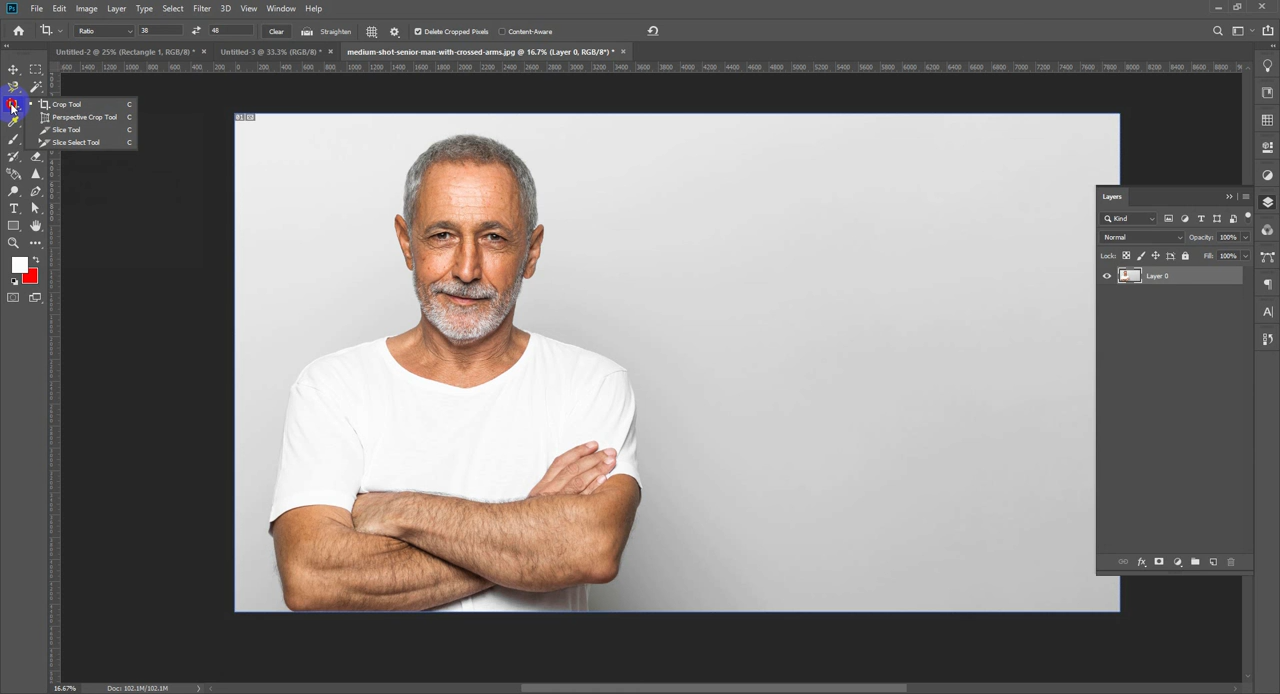 Ps File Edit Image Layer Type Select Filter 3D View Window Help
Ratio 38 48 Clear Straighten Delete Cropped Pixels Content-Aware
Untitled-2 @ 25% (Rectangle 1, RGB/8) * × Untitled-3 @ 33.3% (RGB/8) * × medium-shot-senior-man-with-crossed-arms.jpg @ 16.7% (Layer 0, RGB/8*) * ×
Crop Tool C
Perspective Crop Tool C
Slice Tool C
Slice Select Tool C
01
Layers
Kind
Normal Opacity: 100%
Lock: Fill: 100%
Layer 0
16.67% Doc: 102.1M/102.1M